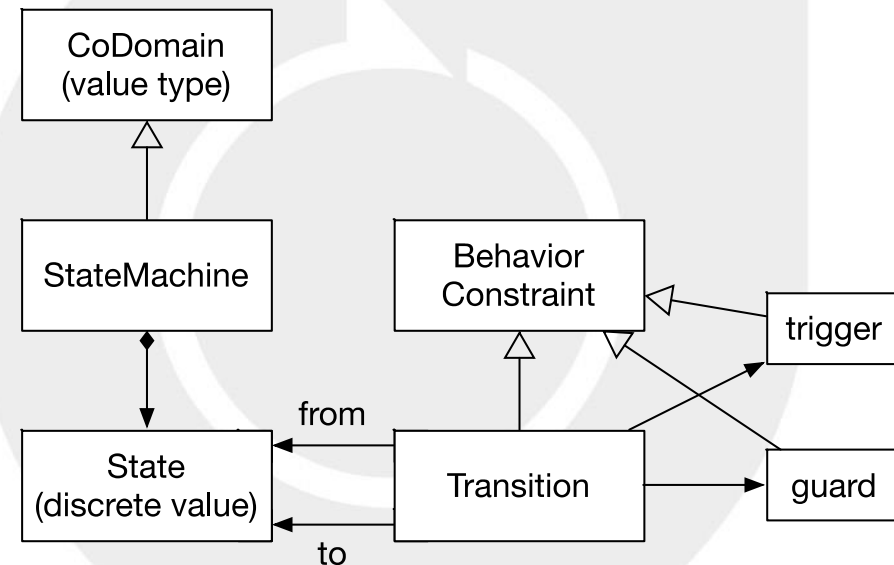 CoDomain
(value type)
StateMachine
Behavior
Constraint
trigger
from
State
(discrete value)
Transition
guard
to